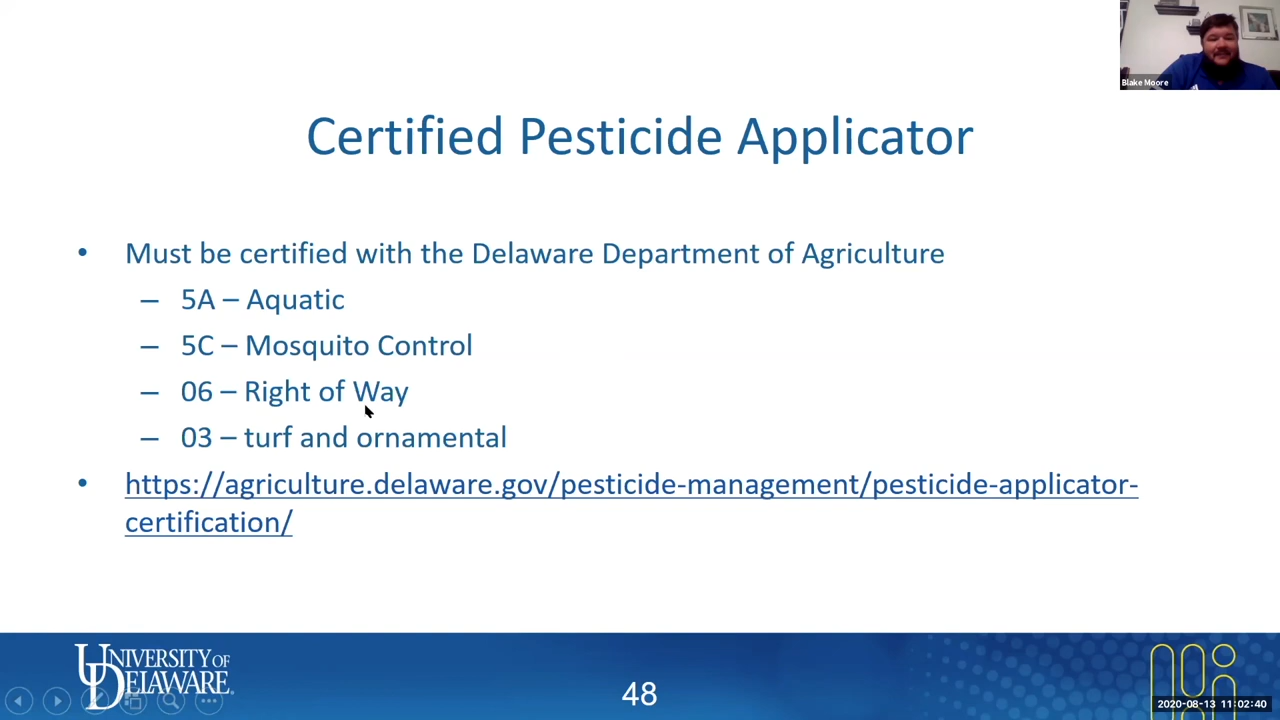 Blake Moore
Certified Pesticide Applicator
• Must be certified with the Delaware Department of Agriculture
– 5A – Aquatic
– 5C – Mosquito Control
– 06 – Right of Way
– 03 – turf and ornamental
• https://agriculture.delaware.gov/pesticide-management/pesticide-applicator-
certification/
UNIVERSITY OF
DELAWARE
48
2020-08-13 11:02:40